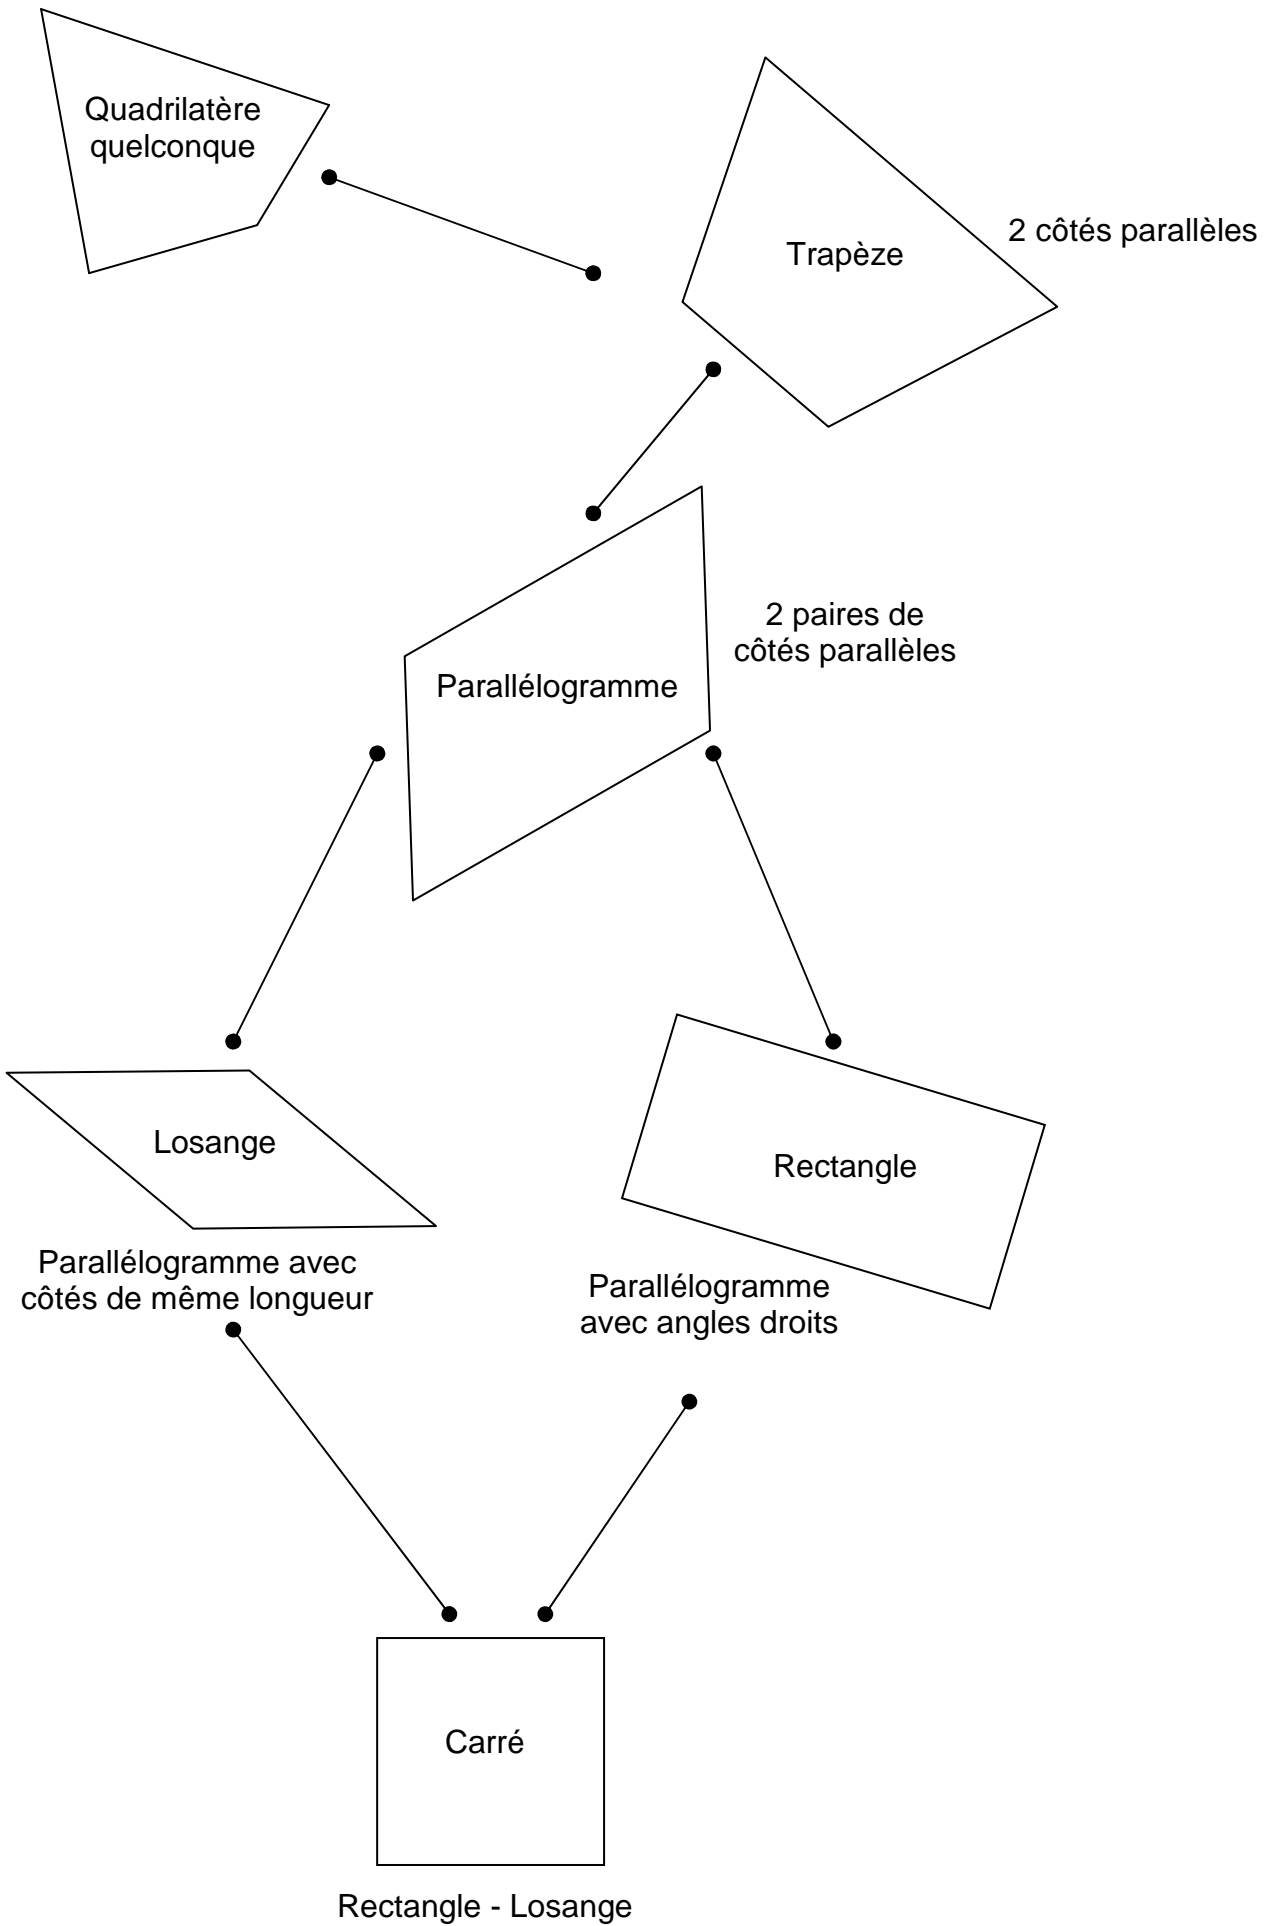 Quadrilatère
quelconque
2 côtés parallèles
Trapèze
2 paires de
côtés parallèles
Parallélogramme
Losange
Rectangle
Parallélogramme avec
côtés de même longueur
Parallélogramme
avec angles droits
Carré
Rectangle - Losange